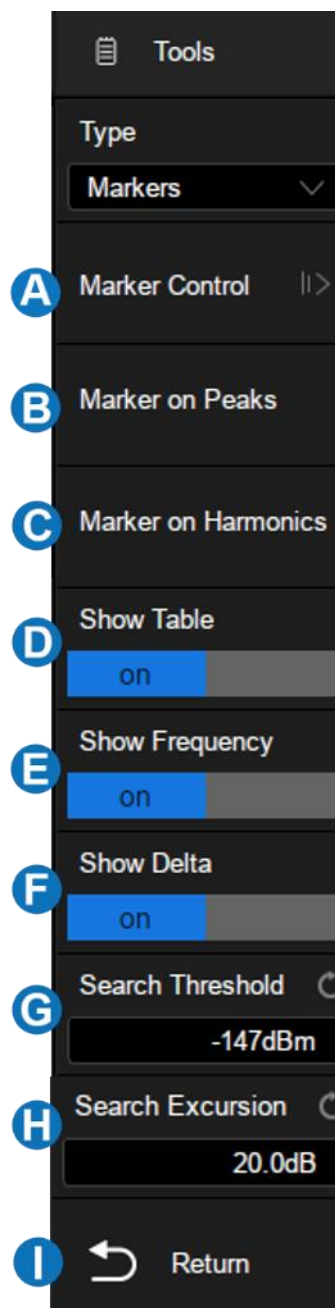 Tools
Type
Markers
A Marker Control
B Marker on Peaks
C Marker on Harmonics
Show Table
D
on
Show Frequency
E
on
Show Delta
F
on
Search Threshold
G
-147dBm
Search Excursion
H
20.0dB
I Return